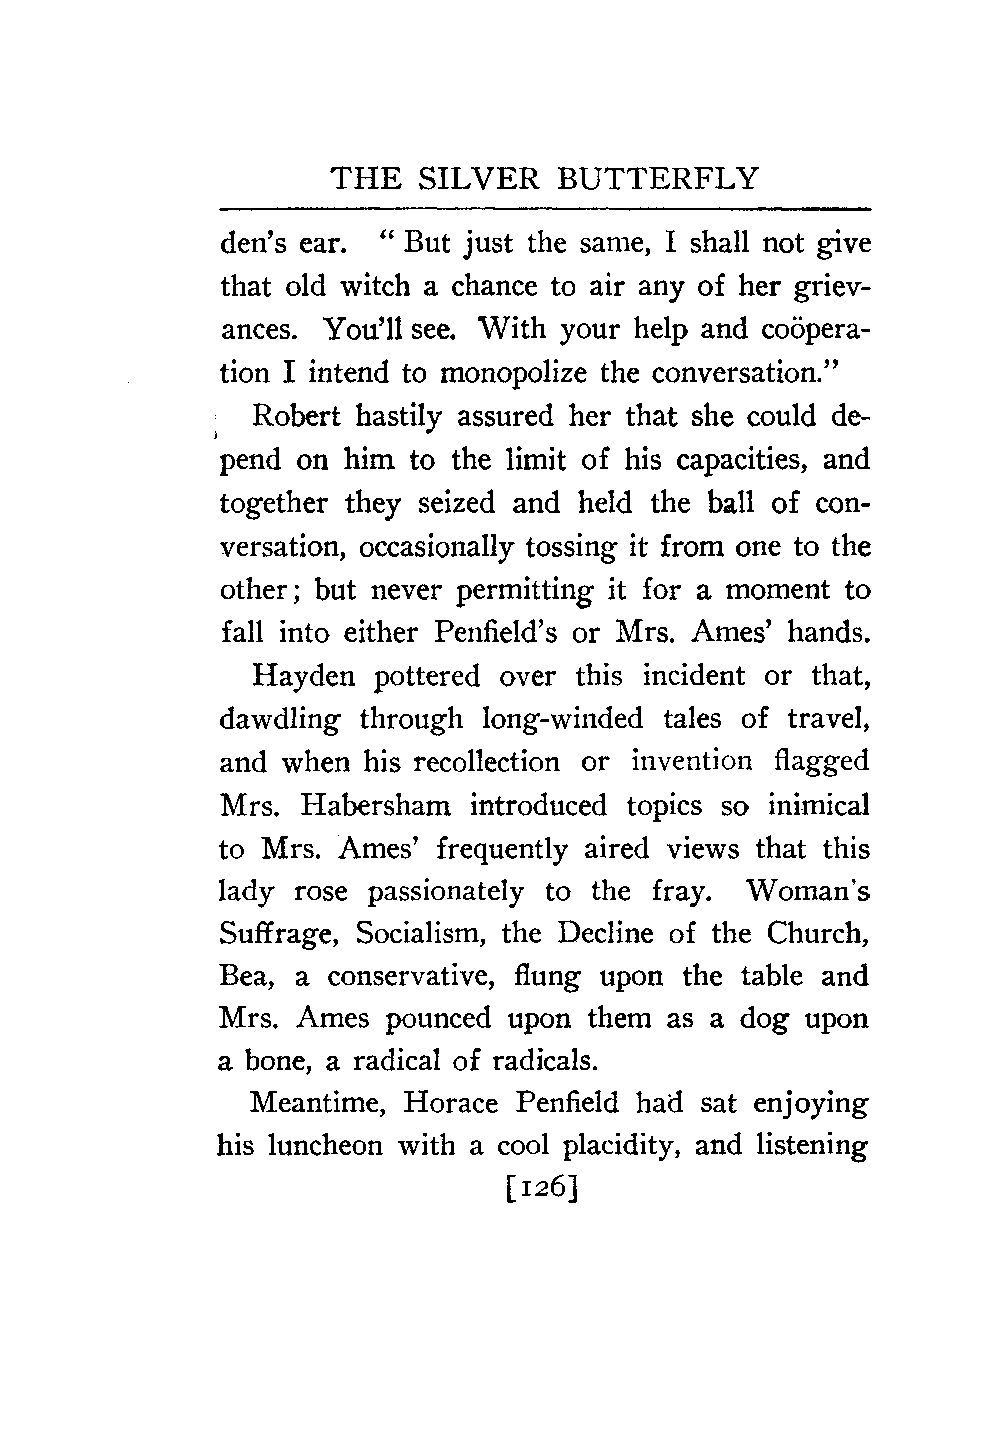 THE SILVER BUTTERFLY
den's ear. “ But just the same, I shall not give
that old witch a chance to air any of her griev-
ances. You'll see. With your help and coöpera-
tion I intend to monopolize the conversation.”
Robert hastily assured her that she could de-
pend on him to the limit of his capacities, and
together they seized and held the ball of con-
versation, occasionally tossing it from one to the
other; but never permitting it for a moment to
fall into either Penfield's or Mrs. Ames' hands.
Hayden pottered over this incident or that,
dawdling through long-winded tales of travel,
and when his recollection or invention flagged
Mrs. Habersham introduced topics so inimical
to Mrs. Ames' frequently aired views that this
lady rose passionately to the fray. Woman's
Suffrage, Socialism, the Decline of the Church,
Bea, a conservative, flung upon the table and
Mrs. Ames pounced upon them as a dog upon
a bone, a radical of radicals.
Meantime, Horace Penfield had sat enjoying
his luncheon with a cool placidity, and listening
[126]